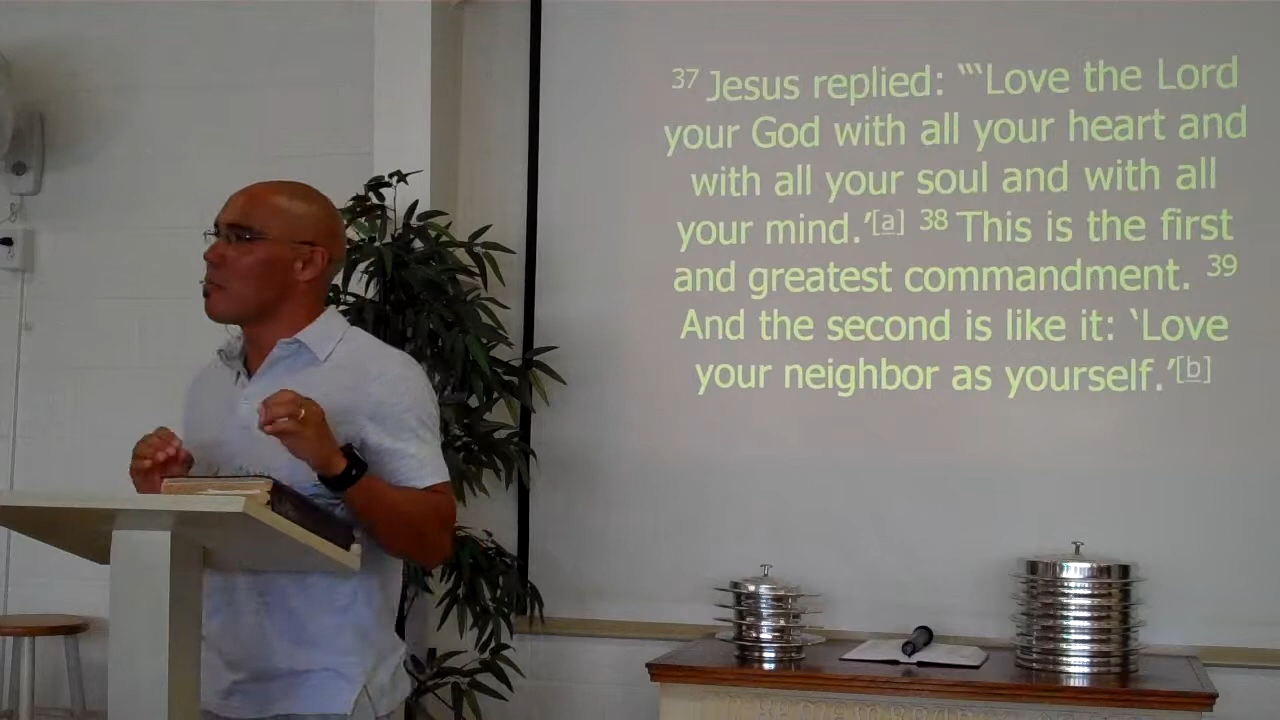 37 Jesus replied: “‘Love the Lord
your God with all your heart and
with all your soul and with all
your mind.’[a] 38 This is the first
and greatest commandment. 39
And the second is like it: ‘Love
your neighbor as yourself.’[b]